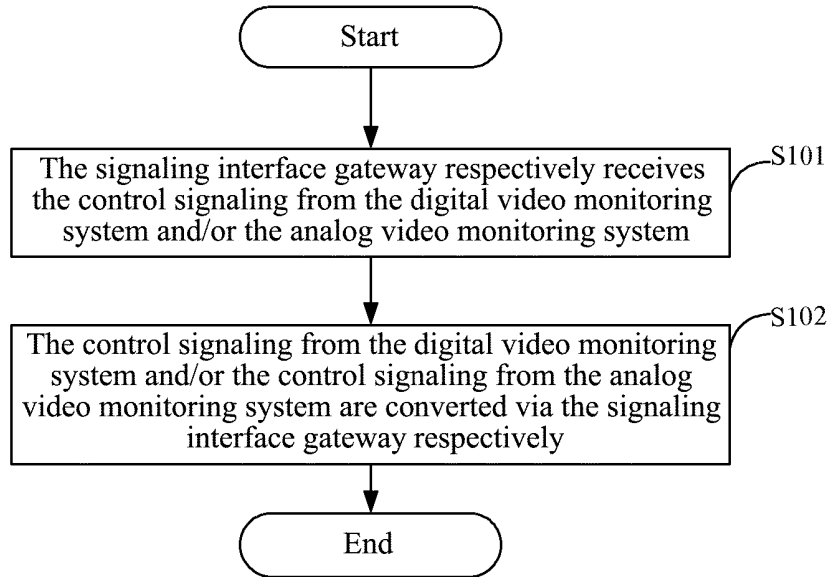 Start
The signaling interface gateway respectively receives
the control signaling from the digital video monitoring
system and/or the analog video monitoring system
S101
The control signaling from the digital video monitoring
system and/or the control signaling from the analog
video monitoring system are converted via the signaling
interface gateway respectively
S102
End